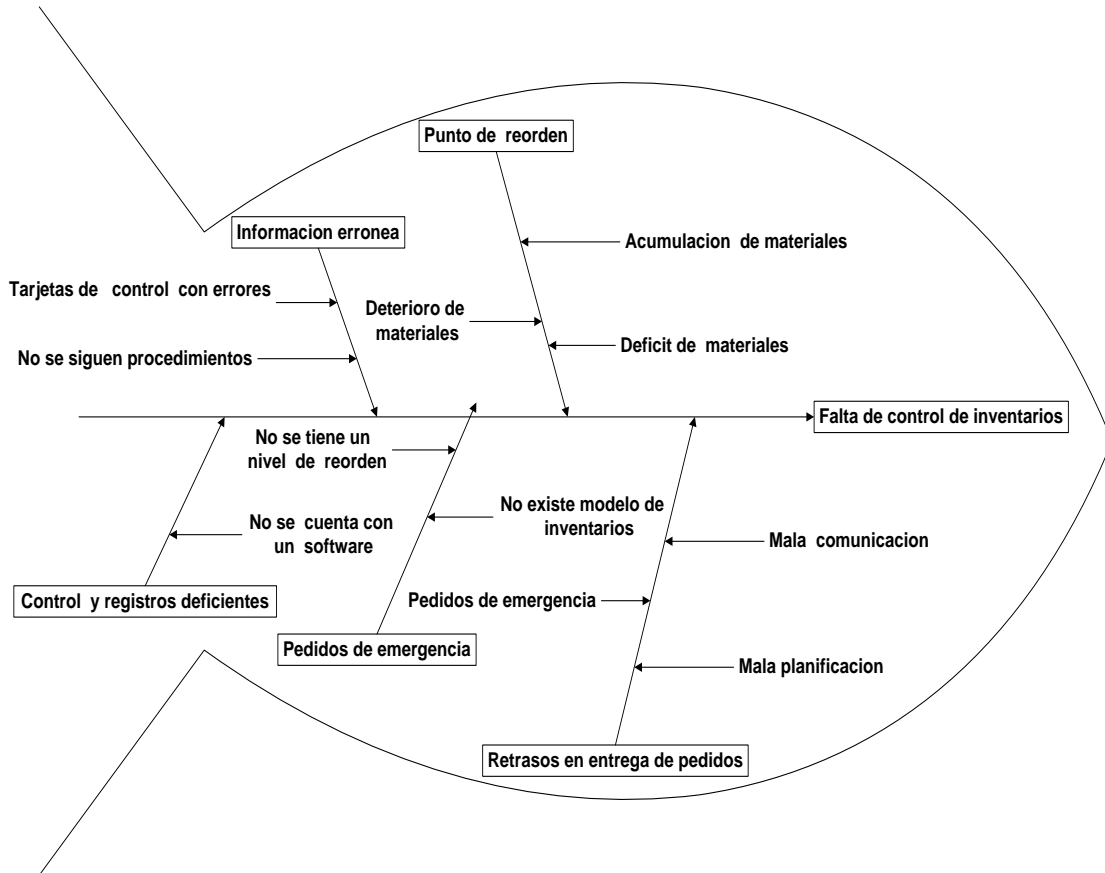 Punto de reorden
Informacion erronea
Acumulacion de materiales
Tarjetas de control con errores
Deterioro de
materiales
Deficit de materiales
No se siguen procedimientos
Falta de control de inventarios
No se tiene un
nivel de reorden
No existe modelo de
inventarios
No se cuenta con
un software
Mala comunicacion
Control y registros deficientes
Pedidos de emergencia
Pedidos de emergencia
Mala planificacion
Retrasos en entrega de pedidos